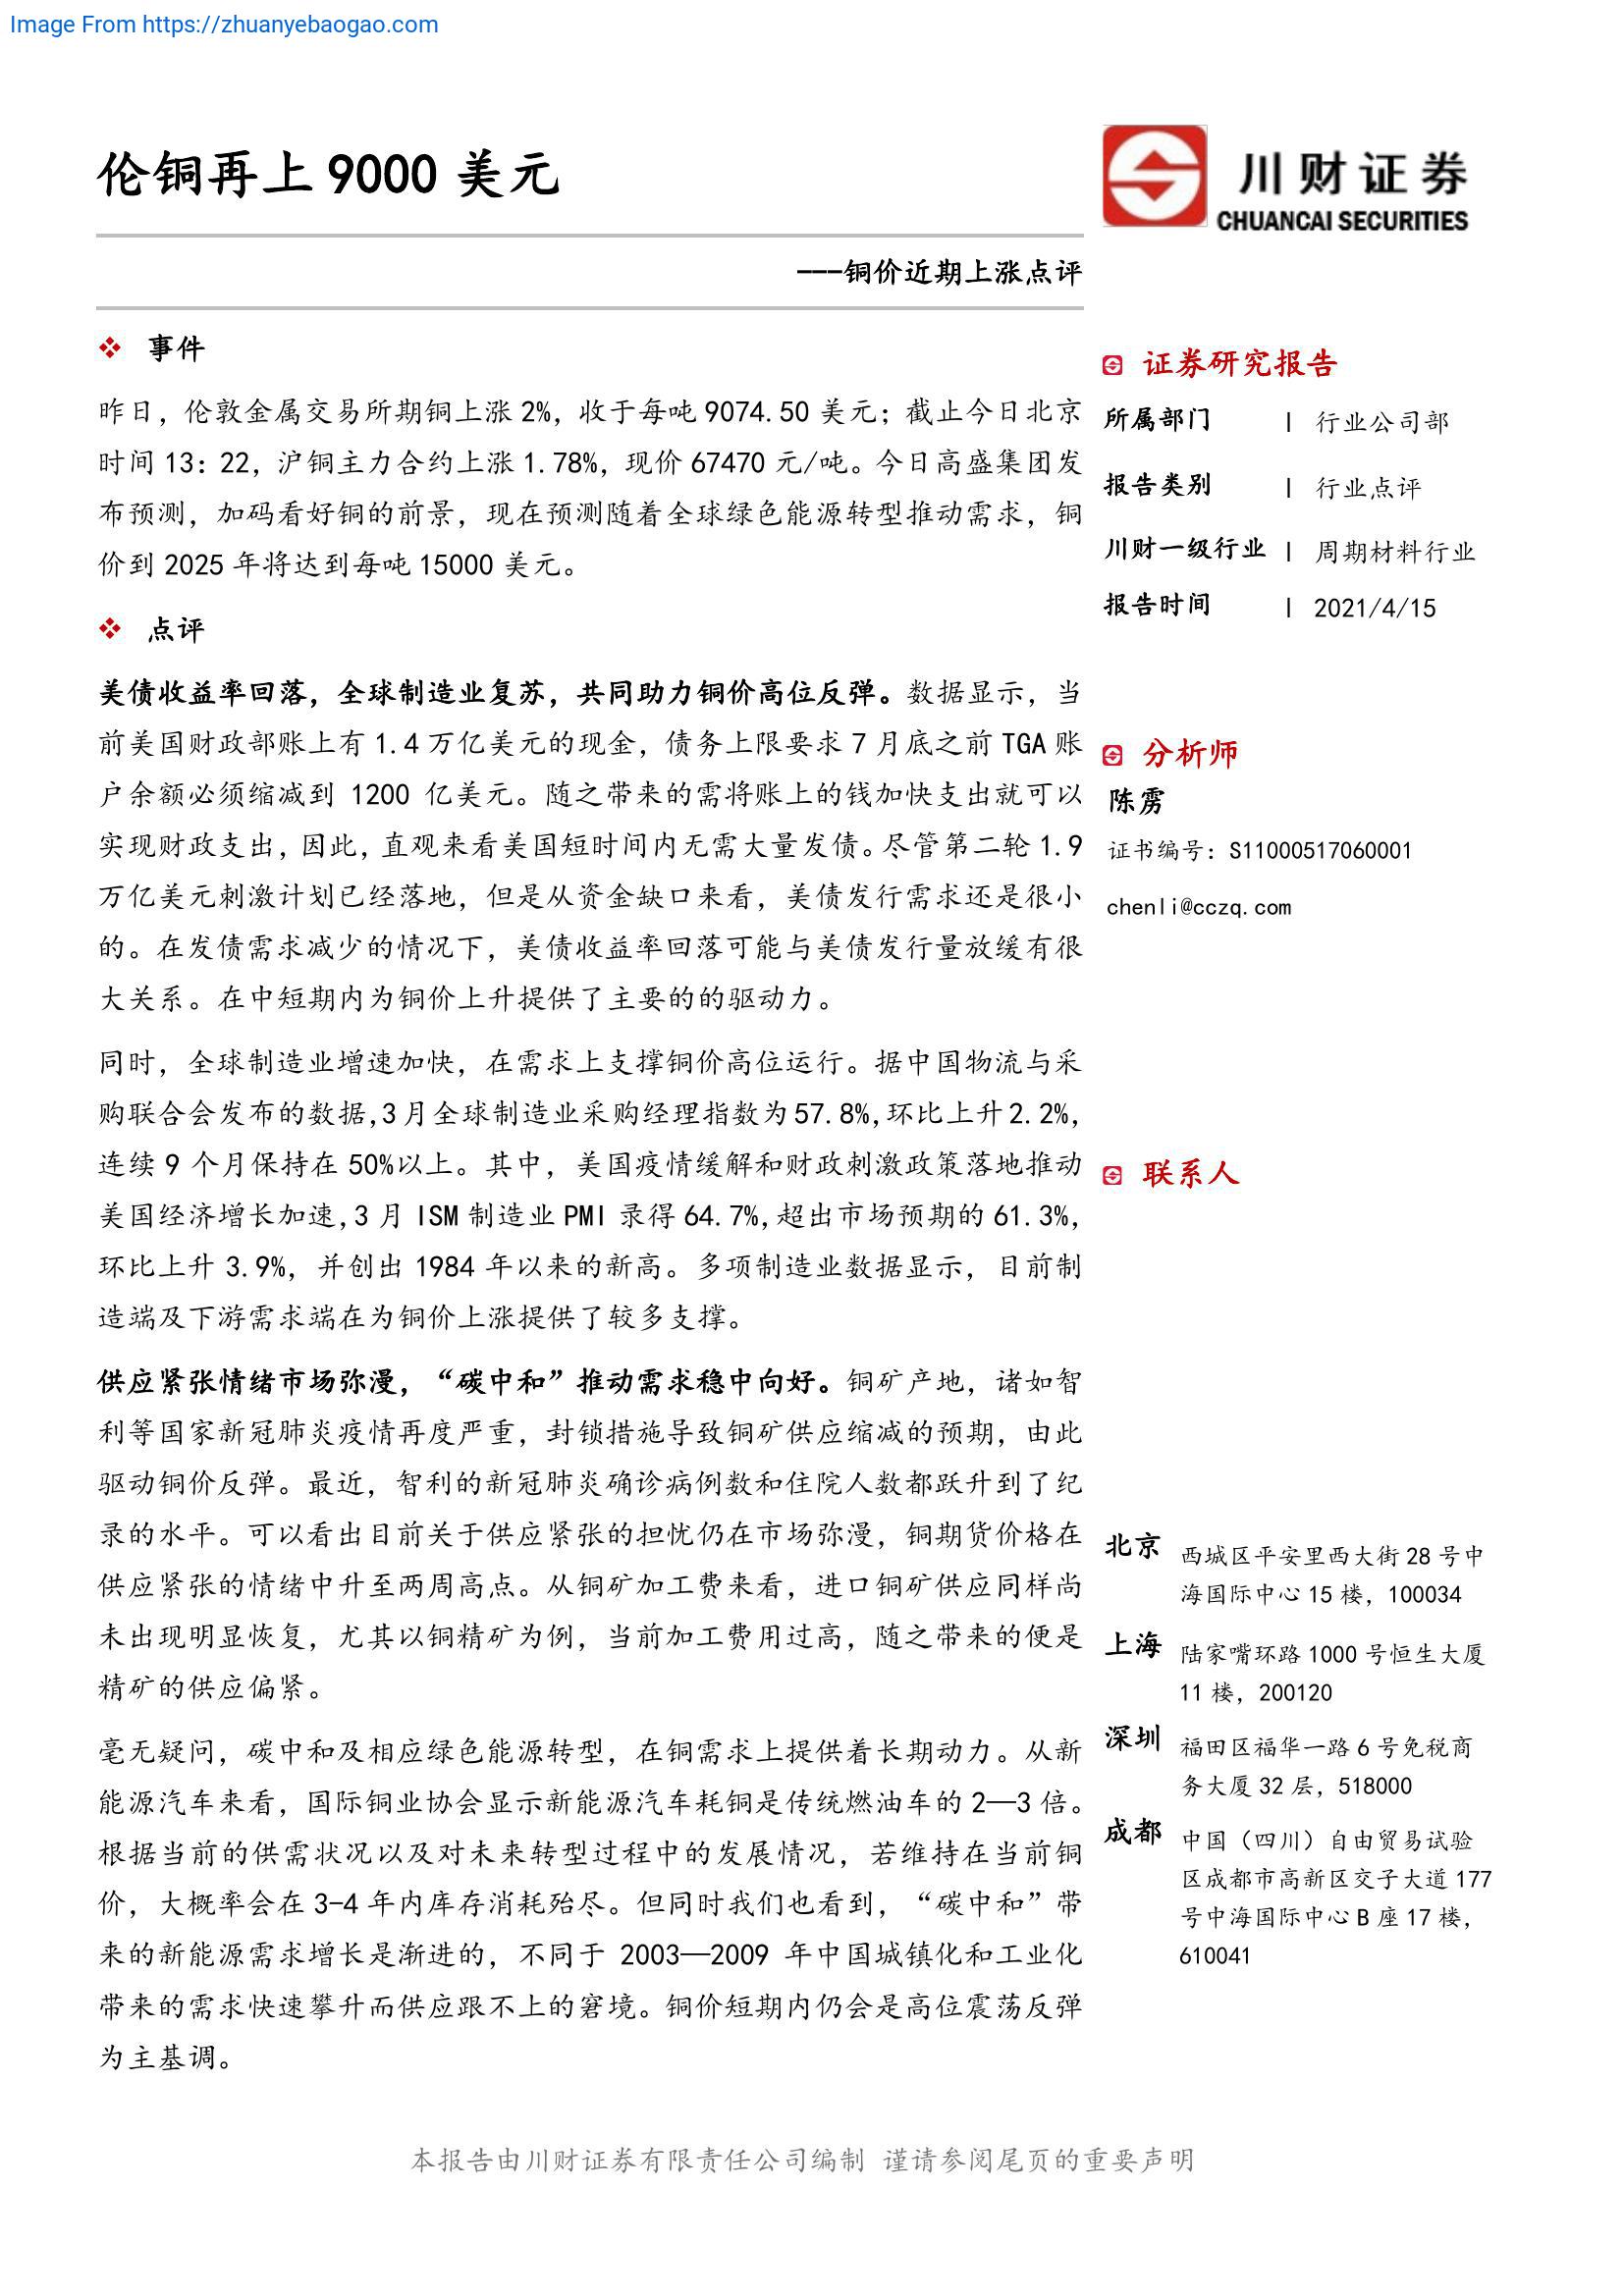 Image From https://zhuanyebaogao.com
伦铜再上 9000 美元
川财证券
CHUANCAI SECURITIES
---铜价近期上涨点评
事件
昨日，伦敦金属交易所期铜上涨 2%，收于每吨 9074.50 美元；截止今日北京
时间 13：22，沪铜主力合约上涨 1.78%，现价 67470 元/吨。今日高盛集团发
布预测，加码看好铜的前景，现在预测随着全球绿色能源转型推动需求，铜
价到 2025 年将达到每吨 15000 美元。
点评
美债收益率回落，全球制造业复苏，共同助力铜价高位反弹。数据显示，当
前美国财政部账上有 1.4 万亿美元的现金，债务上限要求 7 月底之前 TGA 账
户余额必须缩减到 1200 亿美元。随之带来的需将账上的钱加快支出就可以
实现财政支出，因此，直观来看美国短时间内无需大量发债。尽管第二轮 1.9
万亿美元刺激计划已经落地，但是从资金缺口来看，美债发行需求还是很小
的。在发债需求减少的情况下，美债收益率回落可能与美债发行量放缓有很
大关系。在中短期内为铜价上升提供了主要的的驱动力。
同时，全球制造业增速加快，在需求上支撑铜价高位运行。据中国物流与采
购联合会发布的数据,3 月全球制造业采购经理指数为 57.8%,环比上升 2.2%,
连续 9 个月保持在 50%以上。其中，美国疫情缓解和财政刺激政策落地推动
美国经济增长加速,3 月 ISM 制造业 PMI 录得 64.7%,超出市场预期的 61.3%,
环比上升 3.9%，并创出 1984 年以来的新高。多项制造业数据显示，目前制
造端及下游需求端在为铜价上涨提供了较多支撑。
供应紧张情绪市场弥漫，“碳中和”推动需求稳中向好。铜矿产地，诸如智
利等国家新冠肺炎疫情再度严重，封锁措施导致铜矿供应缩减的预期，由此
驱动铜价反弹。最近，智利的新冠肺炎确诊病例数和住院人数都跃升到了纪
录的水平。可以看出目前关于供应紧张的担忧仍在市场弥漫，铜期货价格在
供应紧张的情绪中升至两周高点。从铜矿加工费来看，进口铜矿供应同样尚
未出现明显恢复，尤其以铜精矿为例，当前加工费用过高，随之带来的便是
精矿的供应偏紧。
毫无疑问，碳中和及相应绿色能源转型，在铜需求上提供着长期动力。从新
能源汽车来看，国际铜业协会显示新能源汽车耗铜是传统燃油车的 2—3 倍。
根据当前的供需状况以及对未来转型过程中的发展情况，若维持在当前铜
价，大概率会在 3-4 年内库存消耗殆尽。但同时我们也看到，“碳中和”带
来的新能源需求增长是渐进的，不同于 2003—2009 年中国城镇化和工业化
带来的需求快速攀升而供应跟不上的窘境。铜价短期内仍会是高位震荡反弹
为主基调。
证券研究报告
所属部门 | 行业公司部
报告类别 | 行业点评
川财一级行业 | 周期材料行业
报告时间 | 2021/4/15
分析师
陈雳
证书编号：S11000517060001
chenli@cczq.com
联系人
北京 西城区平安里西大街 28 号中
海国际中心 15 楼，100034
上海 陆家嘴环路 1000 号恒生大厦
11 楼，200120
深圳 福田区福华一路 6 号免税商
务大厦 32 层，518000
成都 中国（四川）自由贸易试验
区成都市高新区交子大道 177
号中海国际中心 B 座 17 楼，
610041
本报告由川财证券有限责任公司编制 谨请参阅尾页的重要声明